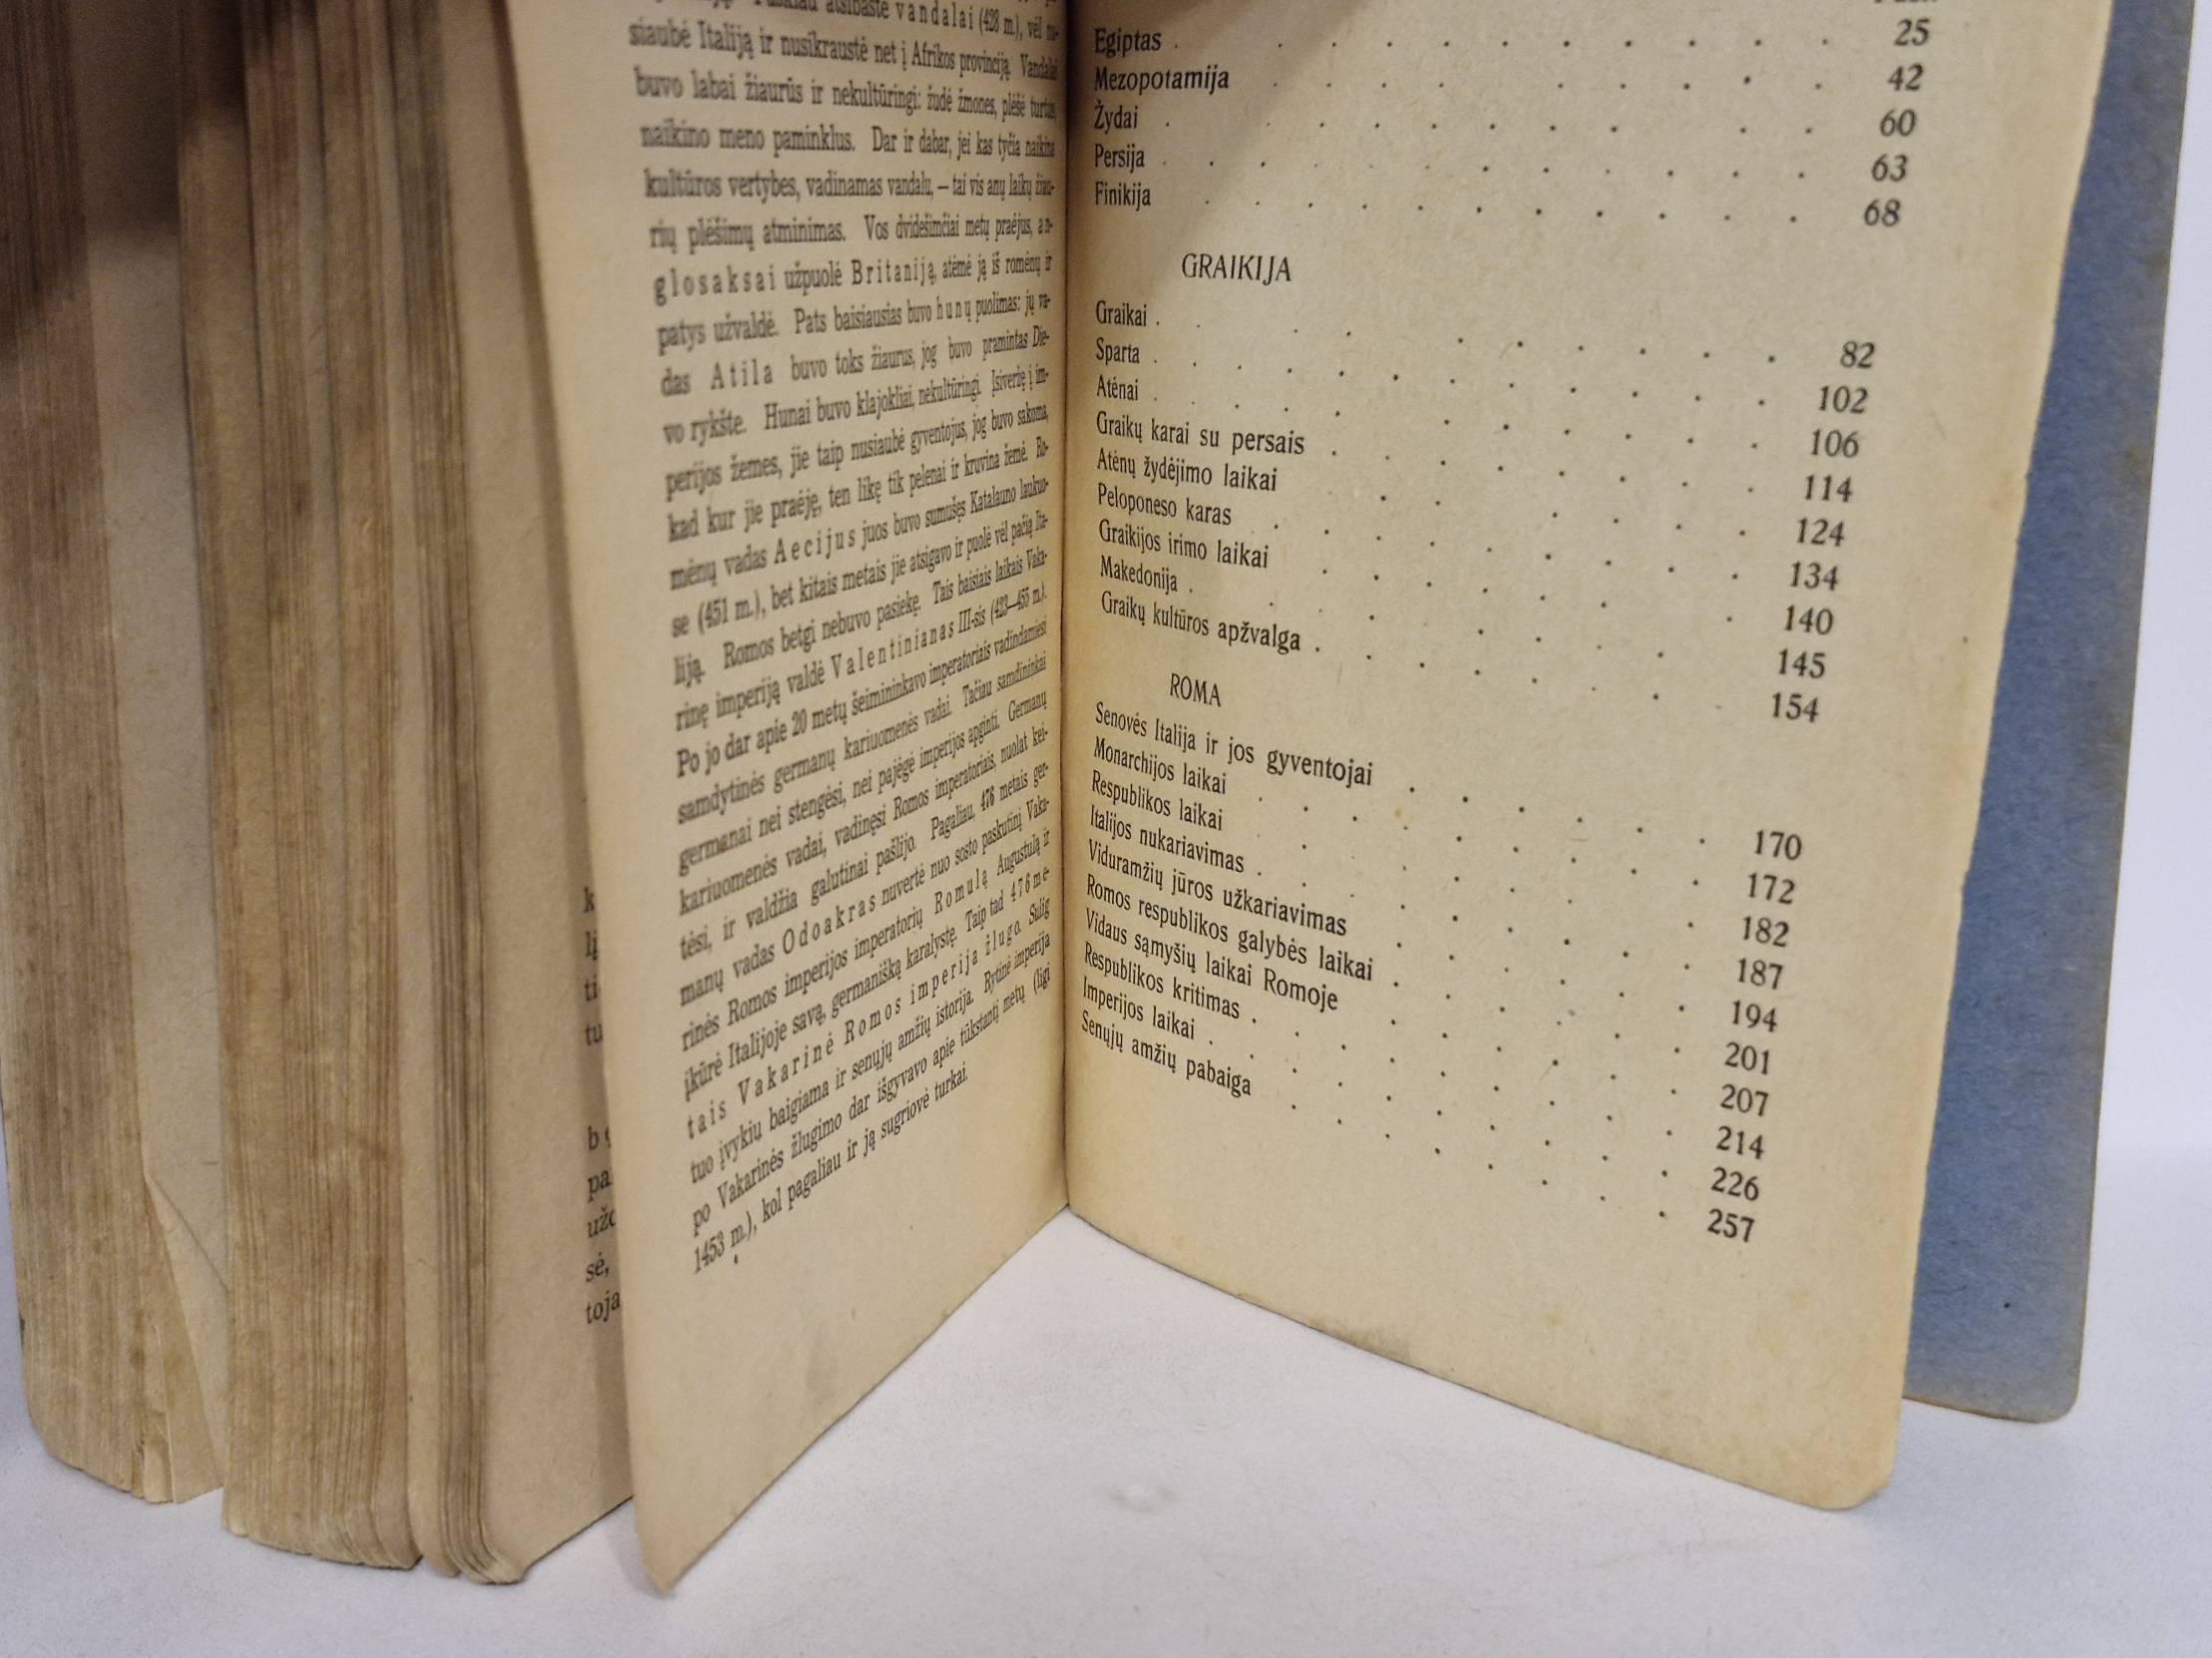 atsibastė vandalai (428 m.), vėl nu-
siaubė Italiją ir nusikraustė net į Afrikos provinciją. Vandalai
buvo labai žiaurūs ir nekultūringi: žudė žmones, plėšė turtus,
naikino meno paminklus. Dar ir dabar, jei kas tyčia naikina
kultūros vertybes, vadinamas vandalu, — tai vis anų laikų žiau-
rių plėšimų atminimas. Vos dvidešimčiai metų praėjus, an-
glosaksai užpuolė Britaniją, atėmė ją iš romėnų ir
patys užvaldė. Pats baisiausias buvo hunų puolimas: jų va-
das Atila buvo toks žiaurus, jog buvo pramintas Die-
vo rykšte. Hunai buvo klajokliai, nekultūringi. Įsiveržę į im-
perijos žemes, jie taip nusiaubė gyventojus, jog buvo sakoma,
kad kur jie praėję, ten likę tik pelenai ir kruvina žemė. Ro-
mėnų vadas Aecijus juos buvo sumušęs Katalauno laukuo-
se (451 m.), bet kitais metais jie atsigavo ir puolė vėl pačią Ita-
liją. Romos betgi nebuvo pasiekę. Tais baisiais laikais Vaka-
rinę imperiją valdė Valentinianas III-sis (423—455 m.).
Po jo dar apie 20 metų šeimininkavo imperatoriais vadindamiesi
samdytinės germanų kariuomenės vadai. Tačiau samdininkai
germanai nei stengėsi, nei pajėgė imperijos apginti. Germanų
kariuomenės vadai, vadinęsi Romos imperatoriais, nuolat kei-
tėsi, ir valdžia galutinai pašlijo. Pagaliau, 476 metais ger-
manų vadas Odoakras nuvertė nuo sosto paskutinį Vaka-
rinės Romos imperijos imperatorių Romulą Augustulą ir
įkūrė Italijoje savą, germanišką karalystę. Taip tad 476 me-
tais Vakarinė Romos imperija žlugo. Sulig
tuo įvykiu baigiama ir senųjų amžių istorija. Rytinė imperija
po Vakarinės žlugimo dar išgyvavo apie tūkstantį metų (ligi
1453 m.), kol pagaliau ir ją sugriovė turkai.
Egiptas . . . . . . . . . . 25
Mezopotamija . . . . . . . . . 42
Žydai . . . . . . . . . . 60
Persija . . . . . . . . . . 63
Finikija . . . . . . . . . . 68
GRAIKIJA
Graikai . . . . . . . . . . 82
Sparta . . . . . . . . . . 102
Atėnai . . . . . . . . . . 106
Graikų karai su persais . . . . . . . 114
Atėnų žydėjimo laikai . . . . . . . 124
Peloponeso karas . . . . . . . . 134
Graikijos irimo laikai . . . . . . . 140
Makedonija . . . . . . . . . 145
Graikų kultūros apžvalga . . . . . . . 154
ROMA
Senovės Italija ir jos gyventojai . . . . . . 170
Monarchijos laikai . . . . . . . . 172
Respublikos laikai . . . . . . . . 182
Italijos nukariavimas . . . . . . . . 187
Viduramžių jūros užkariavimas . . . . . . 194
Romos respublikos galybės laikai . . . . . . 201
Vidaus sąmyšių laikai Romoje . . . . . . 207
Respublikos kritimas . . . . . . . . 214
Imperijos laikai . . . . . . . . . 226
Senųjų amžių pabaiga . . . . . . . . 257